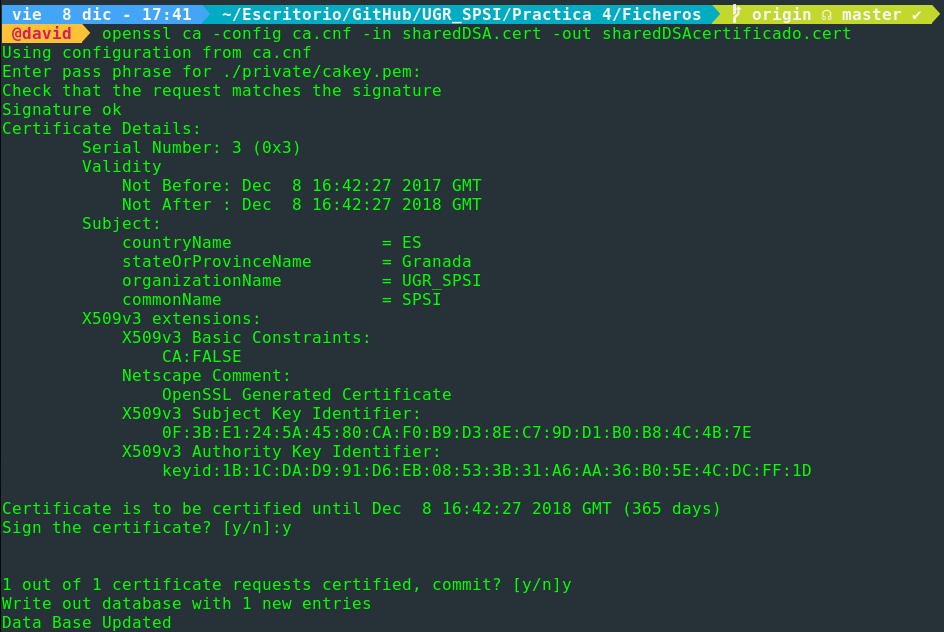 vie  8 dic - 17:41  ~/Escritorio/GitHub/UGR_SPSI/Practica 4/Ficheros  origin ☊ master ✔
@david  openssl ca -config ca.cnf -in sharedDSA.cert -out sharedDSAcertificado.cert
Using configuration from ca.cnf
Enter pass phrase for ./private/cakey.pem:
Check that the request matches the signature
Signature ok
Certificate Details:
        Serial Number: 3 (0x3)
        Validity
            Not Before: Dec  8 16:42:27 2017 GMT
            Not After : Dec  8 16:42:27 2018 GMT
        Subject:
            countryName               = ES
            stateOrProvinceName       = Granada
            organizationName          = UGR_SPSI
            commonName                = SPSI
        X509v3 extensions:
            X509v3 Basic Constraints:
                CA:FALSE
            Netscape Comment:
                OpenSSL Generated Certificate
            X509v3 Subject Key Identifier:
                0F:3B:E1:24:5A:45:80:CA:F0:B9:D3:8E:C7:9D:D1:B0:B8:4C:4B:7E
            X509v3 Authority Key Identifier:
                keyid:1B:1C:DA:D9:91:D6:EB:08:53:3B:31:A6:AA:36:B0:5E:4C:DC:FF:1D

Certificate is to be certified until Dec  8 16:42:27 2018 GMT (365 days)
Sign the certificate? [y/n]:y


1 out of 1 certificate requests certified, commit? [y/n]y
Write out database with 1 new entries
Data Base Updated